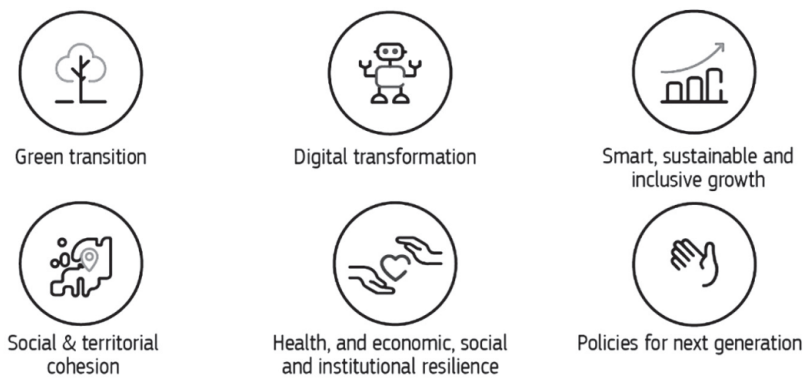 Green transition
Digital transformation
Smart, sustainable and
inclusive growth
Social & territorial
cohesion
Health, and economic, social
and institutional resilience
Policies for next generation